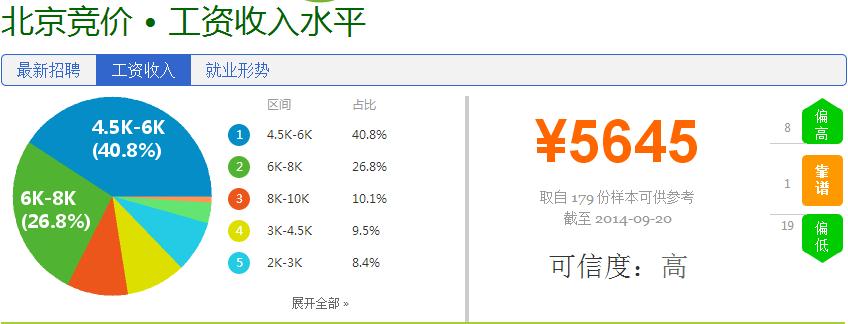 北京竞价 • 工资收入水平
最新招聘 工资收入 就业形势
4.5K-6K
(40.8%)
6K-8K
(26.8%)
区间 占比
1 4.5K-6K 40.8%
2 6K-8K 26.8%
3 8K-10K 10.1%
4 3K-4.5K 9.5%
5 2K-3K 8.4%
展开全部 »
¥5645
取自 179 份样本可供参考
截至 2014-09-20
可信度：高
8 偏高
1 靠谱
19 偏低